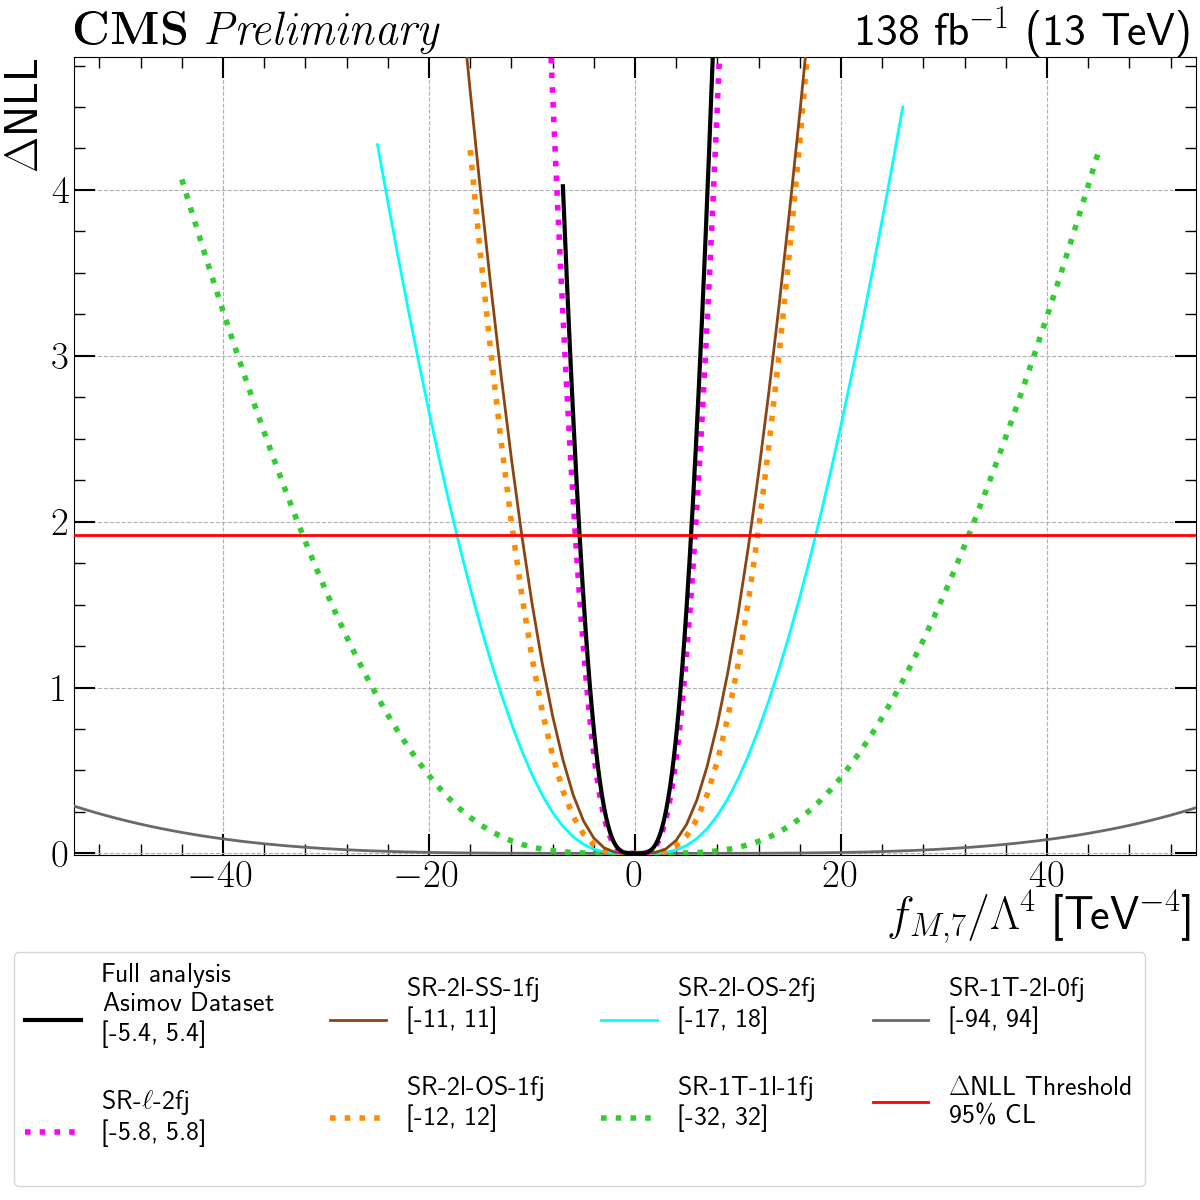 CMS Preliminary 138 fb⁻¹ (13 TeV)
ΔNLL
4
3
2
1
0
−40 −20 0 20 40
f_{M,7}/Λ⁴ [TeV⁻⁴]
Full analysis
Asimov Dataset
[-5.4, 5.4]
SR-ℓ-2fj
[-5.8, 5.8]
SR-2l-SS-1fj
[-11, 11]
SR-2l-OS-1fj
[-12, 12]
SR-2l-OS-2fj
[-17, 18]
SR-1T-1l-1fj
[-32, 32]
SR-1T-2l-0fj
[-94, 94]
ΔNLL Threshold
95% CL